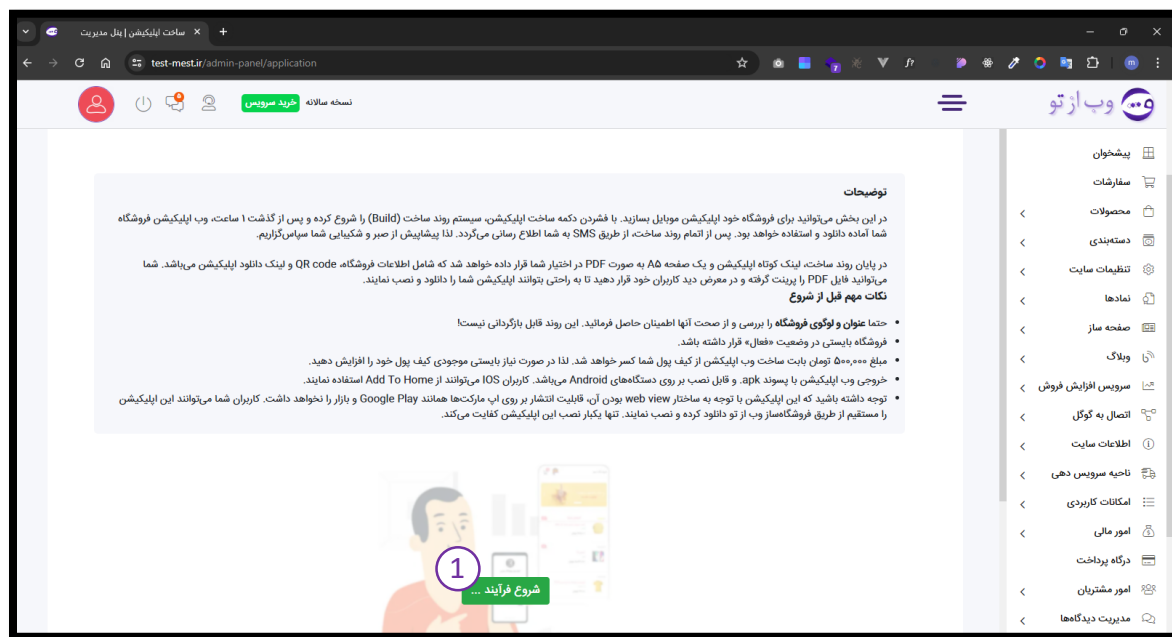 ساخت اپلیکیشن | پنل مدیریت
test-mest.ir/admin-panel/application
وب از تو
نسخه سالانه خرید سرویس
پیشخوان
سفارشات
محصولات
دسته‌بندی
تنظیمات سایت
نمادها
صفحه ساز
وبلاگ
سرویس افزایش فروش
اتصال به گوگل
اطلاعات سایت
ناحیه سرویس دهی
امکانات کاربردی
امور مالی
درگاه پرداخت
امور مشتریان
مدیریت دیدگاه‌ها
توضیحات
در این بخش می‌توانید برای فروشگاه خود اپلیکیشن موبایل بسازید. با فشردن دکمه ساخت اپلیکیشن، سیستم روند ساخت (Build) را شروع کرده و پس از گذشت ۱ ساعت، وب اپلیکیشن فروشگاه
شما آماده دانلود و استفاده خواهد بود. پس از اتمام روند ساخت، از طریق SMS به شما اطلاع رسانی می‌گردد. لذا پیشاپیش از صبر و شکیبایی شما سپاس‌گزاریم.
در پایان روند ساخت، لینک کوتاه اپلیکیشن و یک صفحه A۵ به صورت PDF در اختیار شما قرار داده خواهد شد که شامل اطلاعات فروشگاه، QR code و لینک دانلود اپلیکیشن می‌باشد. شما
می‌توانید فایل PDF را پرینت گرفته و در معرض دید کاربران خود قرار دهید تا به راحتی بتوانند اپلیکیشن شما را دانلود و نصب نمایند.
نکات مهم قبل از شروع
• حتما عنوان و لوگوی فروشگاه را بررسی و از صحت آنها اطمینان حاصل فرمائید. این روند قابل بازگردانی نیست!
• فروشگاه بایستی در وضعیت «فعال» قرار داشته باشد.
• مبلغ ۵۰۰,۰۰۰ تومان بابت ساخت وب اپلیکشن از کیف پول شما کسر خواهد شد. لذا در صورت نیاز بایستی موجودی کیف پول خود را افزایش دهید.
• خروجی وب اپلیکیشن با پسوند apk. و قابل نصب بر روی دستگاه‌های Android می‌باشد. کاربران IOS می‌توانند از Add To Home استفاده نمایند.
• توجه داشته باشید که این اپلیکیشن با توجه به ساختار web view بودن آن، قابلیت انتشار بر روی اپ مارکت‌ها همانند Google Play و بازار را نخواهد داشت. کاربران شما می‌توانند این اپلیکیشن
را مستقیم از طریق فروشگاه‌ساز وب از تو دانلود کرده و نصب نمایند. تنها یکبار نصب این اپلیکیشن کفایت می‌کند.
1
شروع فرآیند ...